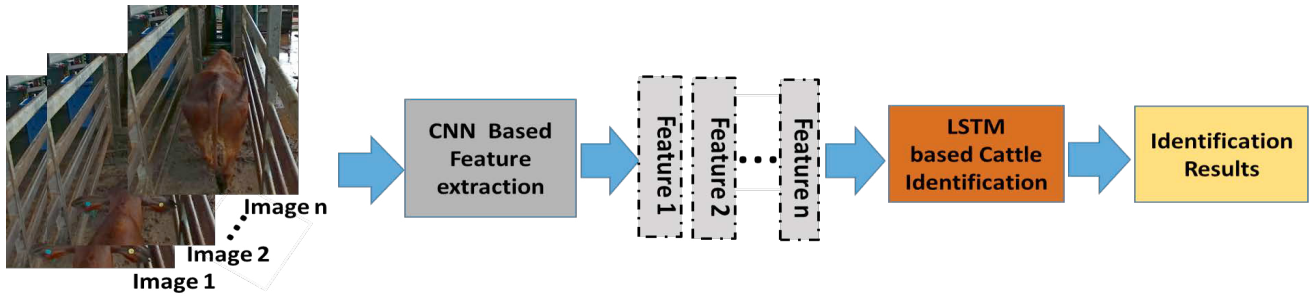 Image n
Image 2
Image 1
CNN Based
Feature
extraction
Feature 1
Feature 2
Feature n
LSTM
based Cattle
Identification
Identification
Results